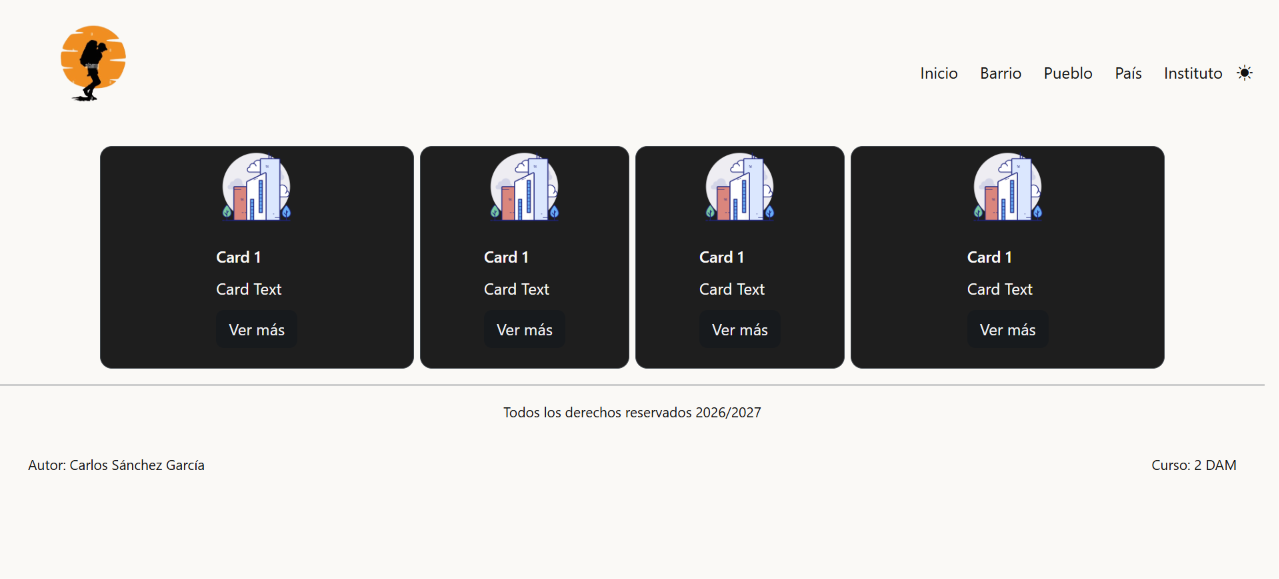 Inicio Barrio Pueblo País Instituto
Card 1 Card 1 Card 1 Card 1
Card Text Card Text Card Text Card Text
Ver más Ver más Ver más Ver más
Todos los derechos reservados 2026/2027
Autor: Carlos Sánchez García Curso: 2 DAM